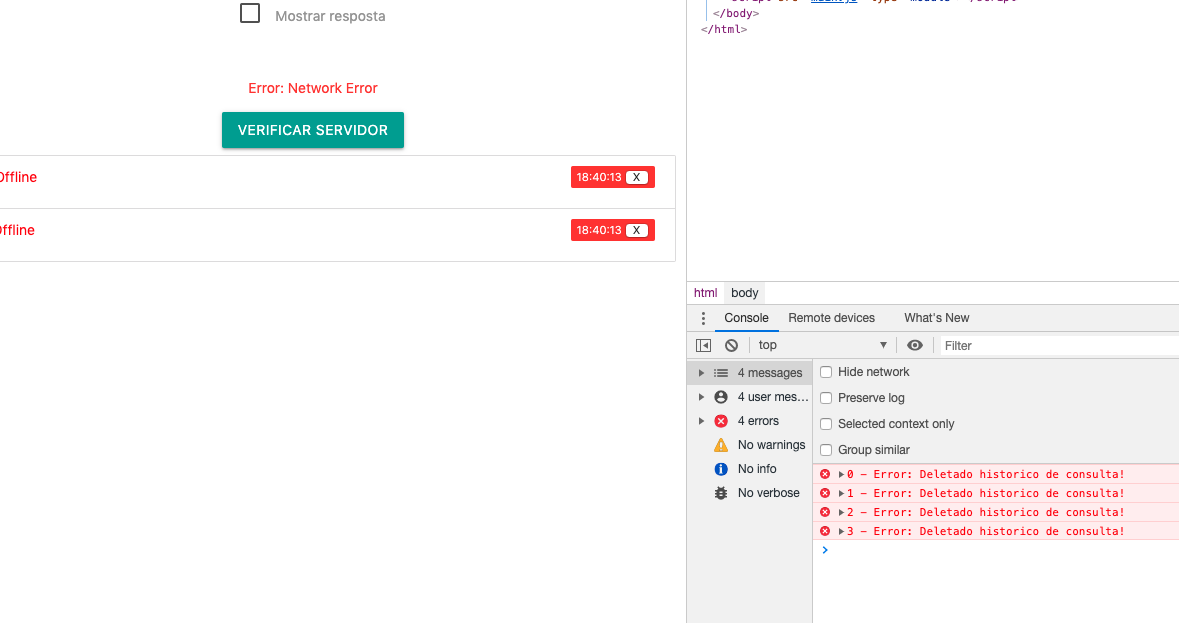 Mostrar resposta
Error: Network Error
VERIFICAR SERVIDOR
Offline
18:40:13 X
Offline
18:40:13 X
</body>
</html>
html body
Console Remote devices What's New
top Filter
4 messages
4 user mes...
4 errors
No warnings
No info
No verbose
Hide network
Preserve log
Selected context only
Group similar
0 – Error: Deletado historico de consulta!
1 – Error: Deletado historico de consulta!
2 – Error: Deletado historico de consulta!
3 – Error: Deletado historico de consulta!